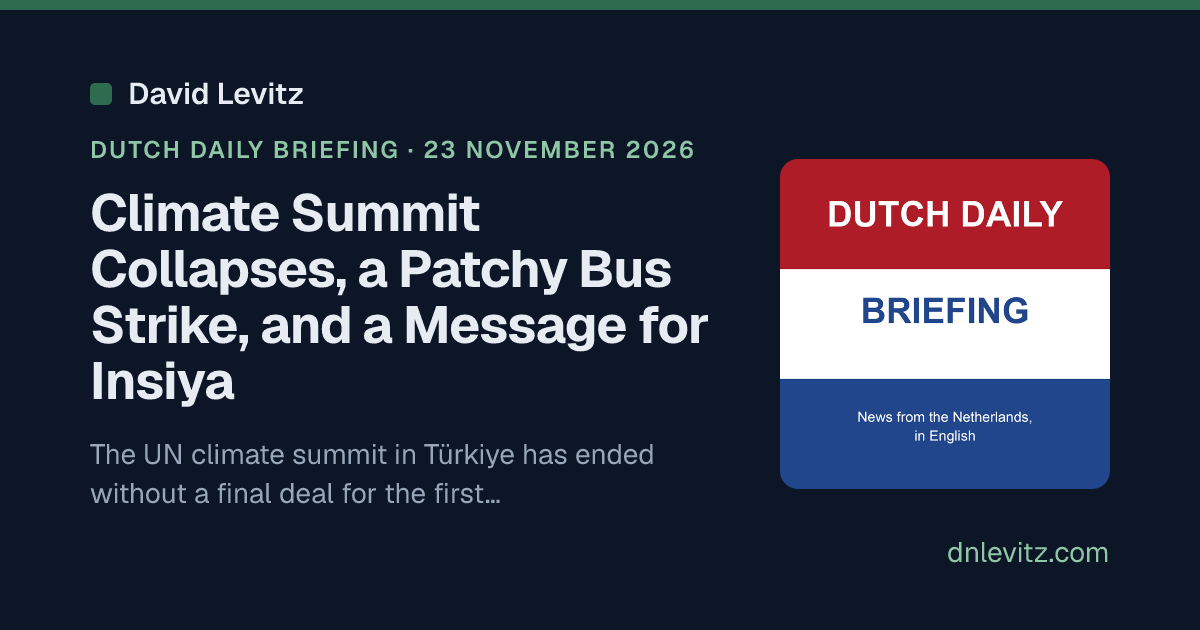 David Levitz
DUTCH DAILY BRIEFING · 23 NOVEMBER 2026
Climate Summit
Collapses, a Patchy Bus
Strike, and a Message for
Insiya
The UN climate summit in Türkiye has ended
without a final deal for the first...
DUTCH DAILY
BRIEFING
News from the Netherlands,
in English
dnlevitz.com